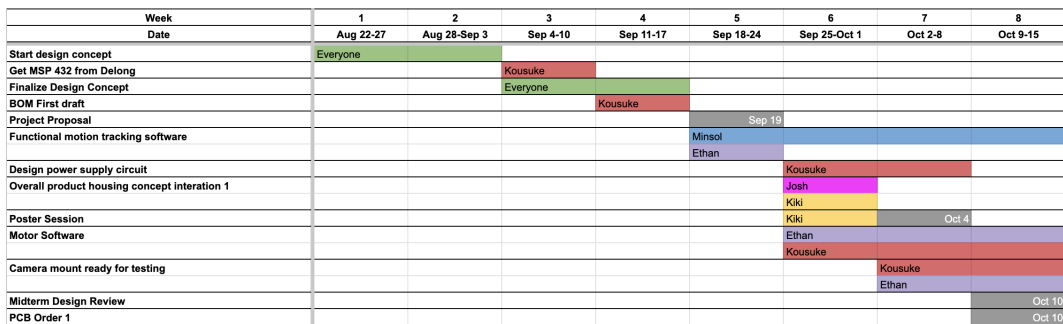 Week 1 2 3 4 5 6 7 8
Date Aug 22-27 Aug 28-Sep 3 Sep 4-10 Sep 11-17 Sep 18-24 Sep 25-Oct 1 Oct 2-8 Oct 9-15
Start design concept Everyone
Get MSP 432 from Delong Kousuke
Finalize Design Concept Everyone
BOM First draft Kousuke
Project Proposal Sep 19
Functional motion tracking software Minsol
Ethan
Design power supply circuit Kousuke
Overall product housing concept interation 1 Josh
Kiki
Poster Session Kiki Oct 4
Motor Software Ethan
Kousuke
Camera mount ready for testing Kousuke
Ethan
Midterm Design Review Oct 10
PCB Order 1 Oct 10